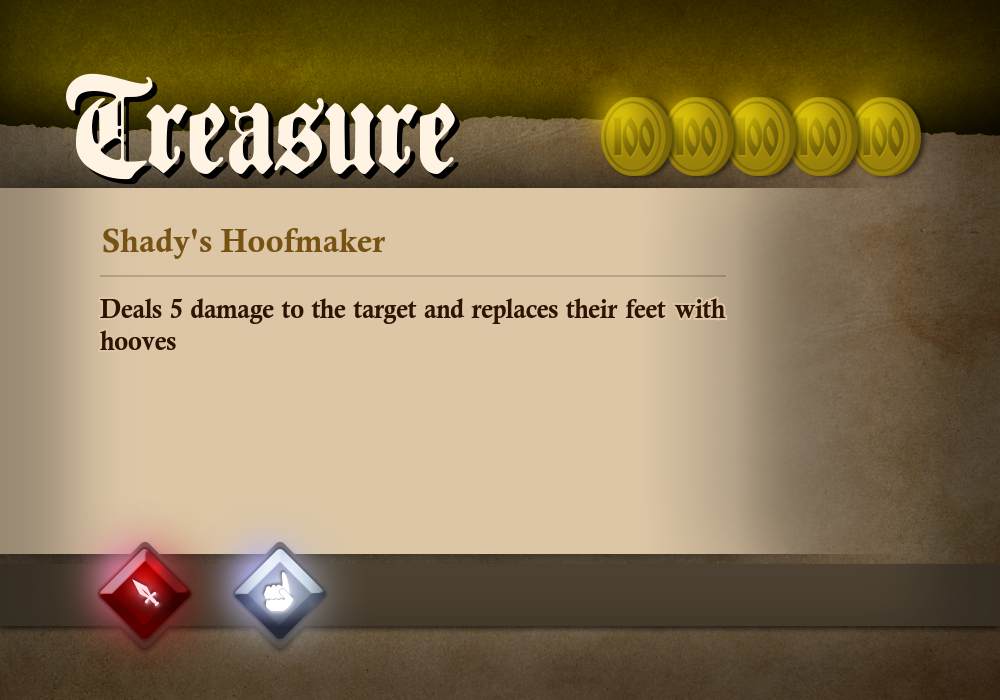 Treasure
100 100 100 100 100
Shady's Hoofmaker
Deals 5 damage to the target and replaces their feet with
hooves